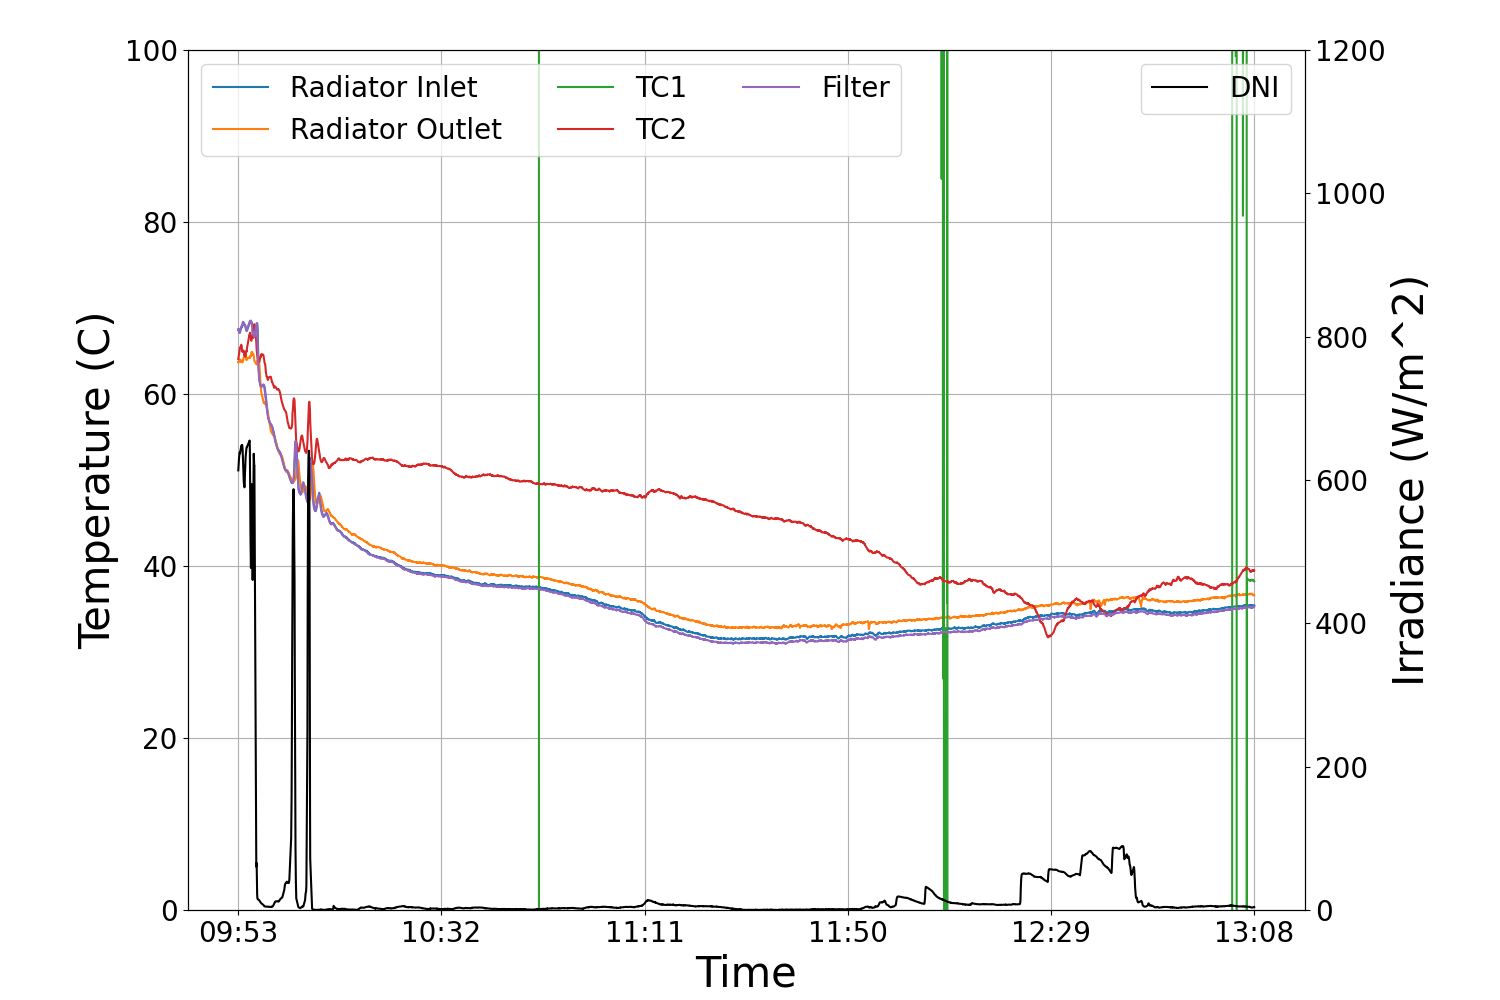 100
80
60
40
20
0
Temperature (C)
Radiator Inlet
Radiator Outlet
TC1
TC2
Filter
DNI
1200
1000
800
600
400
200
0
Irradiance (W/m^2)
09:53 10:32 11:11 11:50 12:29 13:08
Time